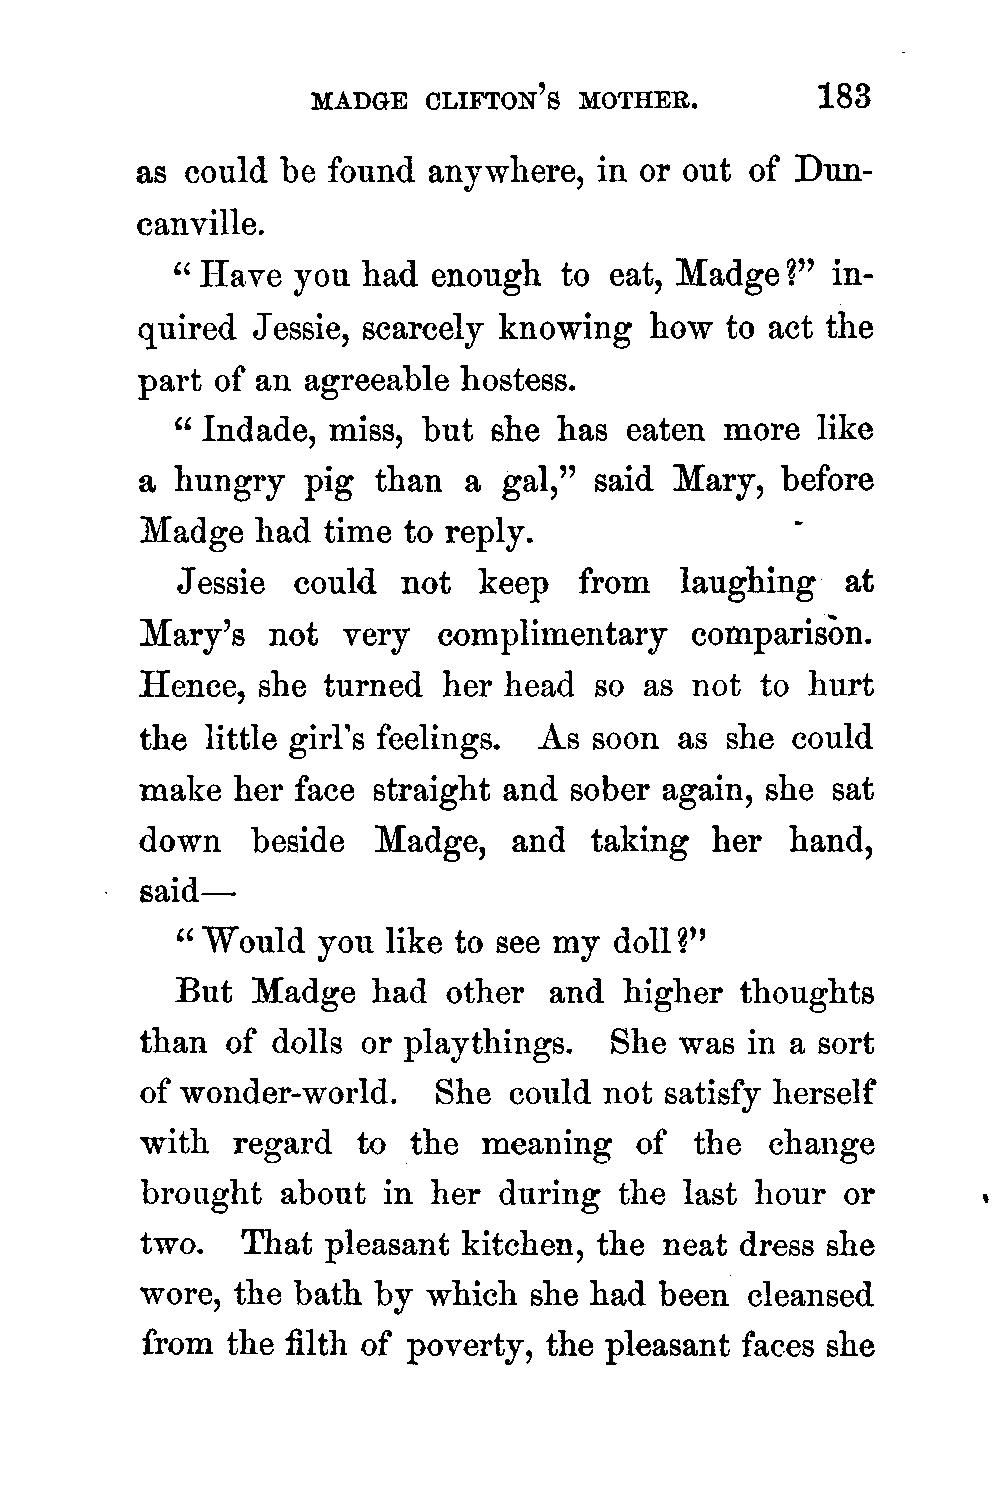 MADGE CLIFTON'S MOTHER. 183
as could be found anywhere, in or out of Dun-
canville.
"Have you had enough to eat, Madge?" in-
quired Jessie, scarcely knowing how to act the
part of an agreeable hostess.
"Indade, miss, but she has eaten more like
a hungry pig than a gal," said Mary, before
Madge had time to reply.
Jessie could not keep from laughing at
Mary's not very complimentary comparison.
Hence, she turned her head so as not to hurt
the little girl's feelings. As soon as she could
make her face straight and sober again, she sat
down beside Madge, and taking her hand,
said—
"Would you like to see my doll?"
But Madge had other and higher thoughts
than of dolls or playthings. She was in a sort
of wonder-world. She could not satisfy herself
with regard to the meaning of the change
brought about in her during the last hour or
two. That pleasant kitchen, the neat dress she
wore, the bath by which she had been cleansed
from the filth of poverty, the pleasant faces she